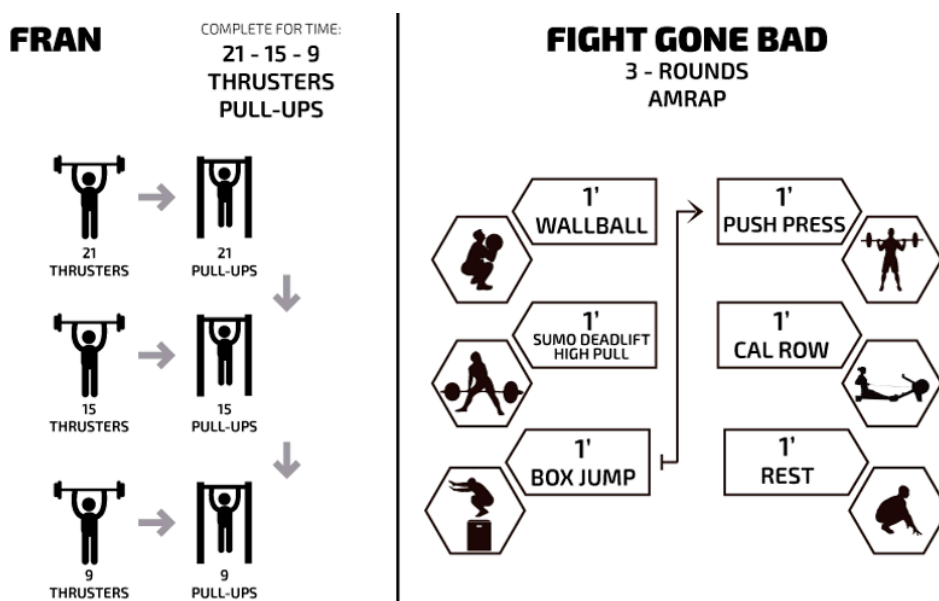 FRAN
COMPLETE FOR TIME:
21 - 15 - 9
THRUSTERS
PULL-UPS
21
THRUSTERS
21
PULL-UPS
15
THRUSTERS
15
PULL-UPS
9
THRUSTERS
9
PULL-UPS
FIGHT GONE BAD
3 - ROUNDS
AMRAP
1'
WALLBALL
1'
SUMO DEADLIFT
HIGH PULL
1'
BOX JUMP
1'
PUSH PRESS
1'
CAL ROW
1'
REST